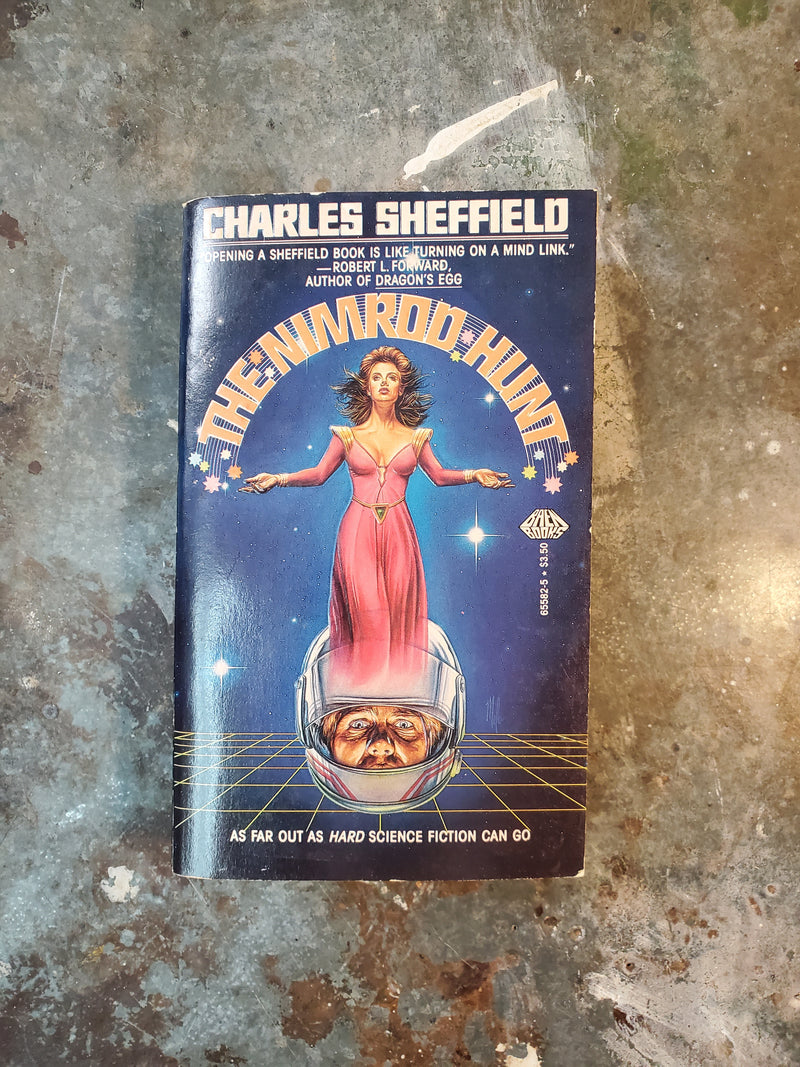 CHARLES SHEFFIELD
OPENING A SHEFFIELD BOOK IS LIKE TURNING ON A MIND LINK."
—ROBERT L. FORWARD,
AUTHOR OF DRAGON'S EGG
THE NIMROD HUNT
BAEN
BOOKS
65582-5 ★ $3.50
AS FAR OUT AS HARD SCIENCE FICTION CAN GO